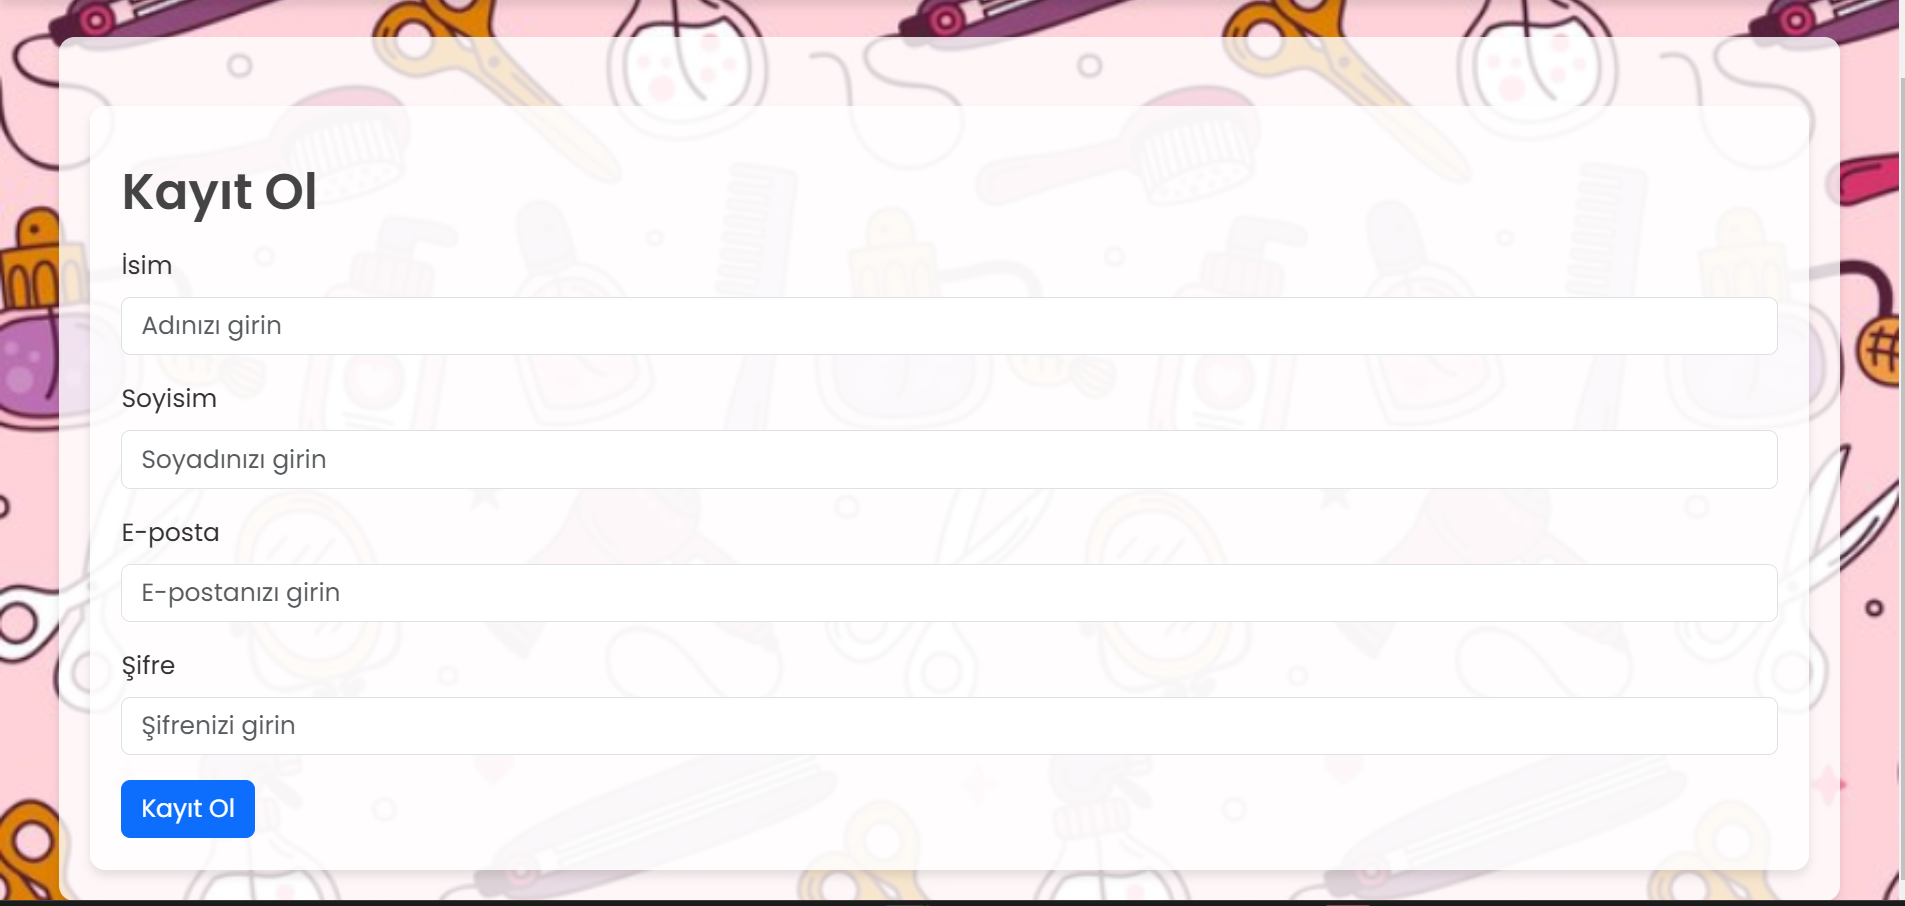 Kayıt Ol
İsim
Adınızı girin
Soyisim
Soyadınızı girin
E-posta
E-postanızı girin
Şifre
Şifrenizi girin
Kayıt Ol